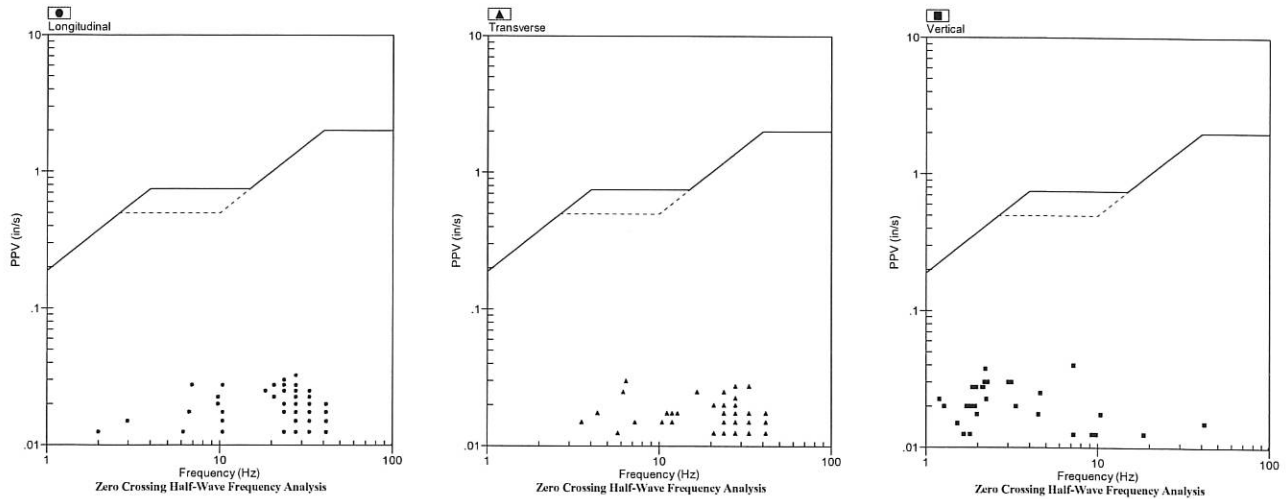 Longitudinal
10
1
.1
.01
PPV (in/s)
1
10
100
Frequency (Hz)
Zero Crossing Half-Wave Frequency Analysis
Transverse
10
1
.1
.01
PPV (in/s)
1
10
100
Frequency (Hz)
Zero Crossing Half-Wave Frequency Analysis
Vertical
10
1
.1
.01
PPV (in/s)
1
10
100
Frequency (Hz)
Zero Crossing Half-Wave Frequency Analysis